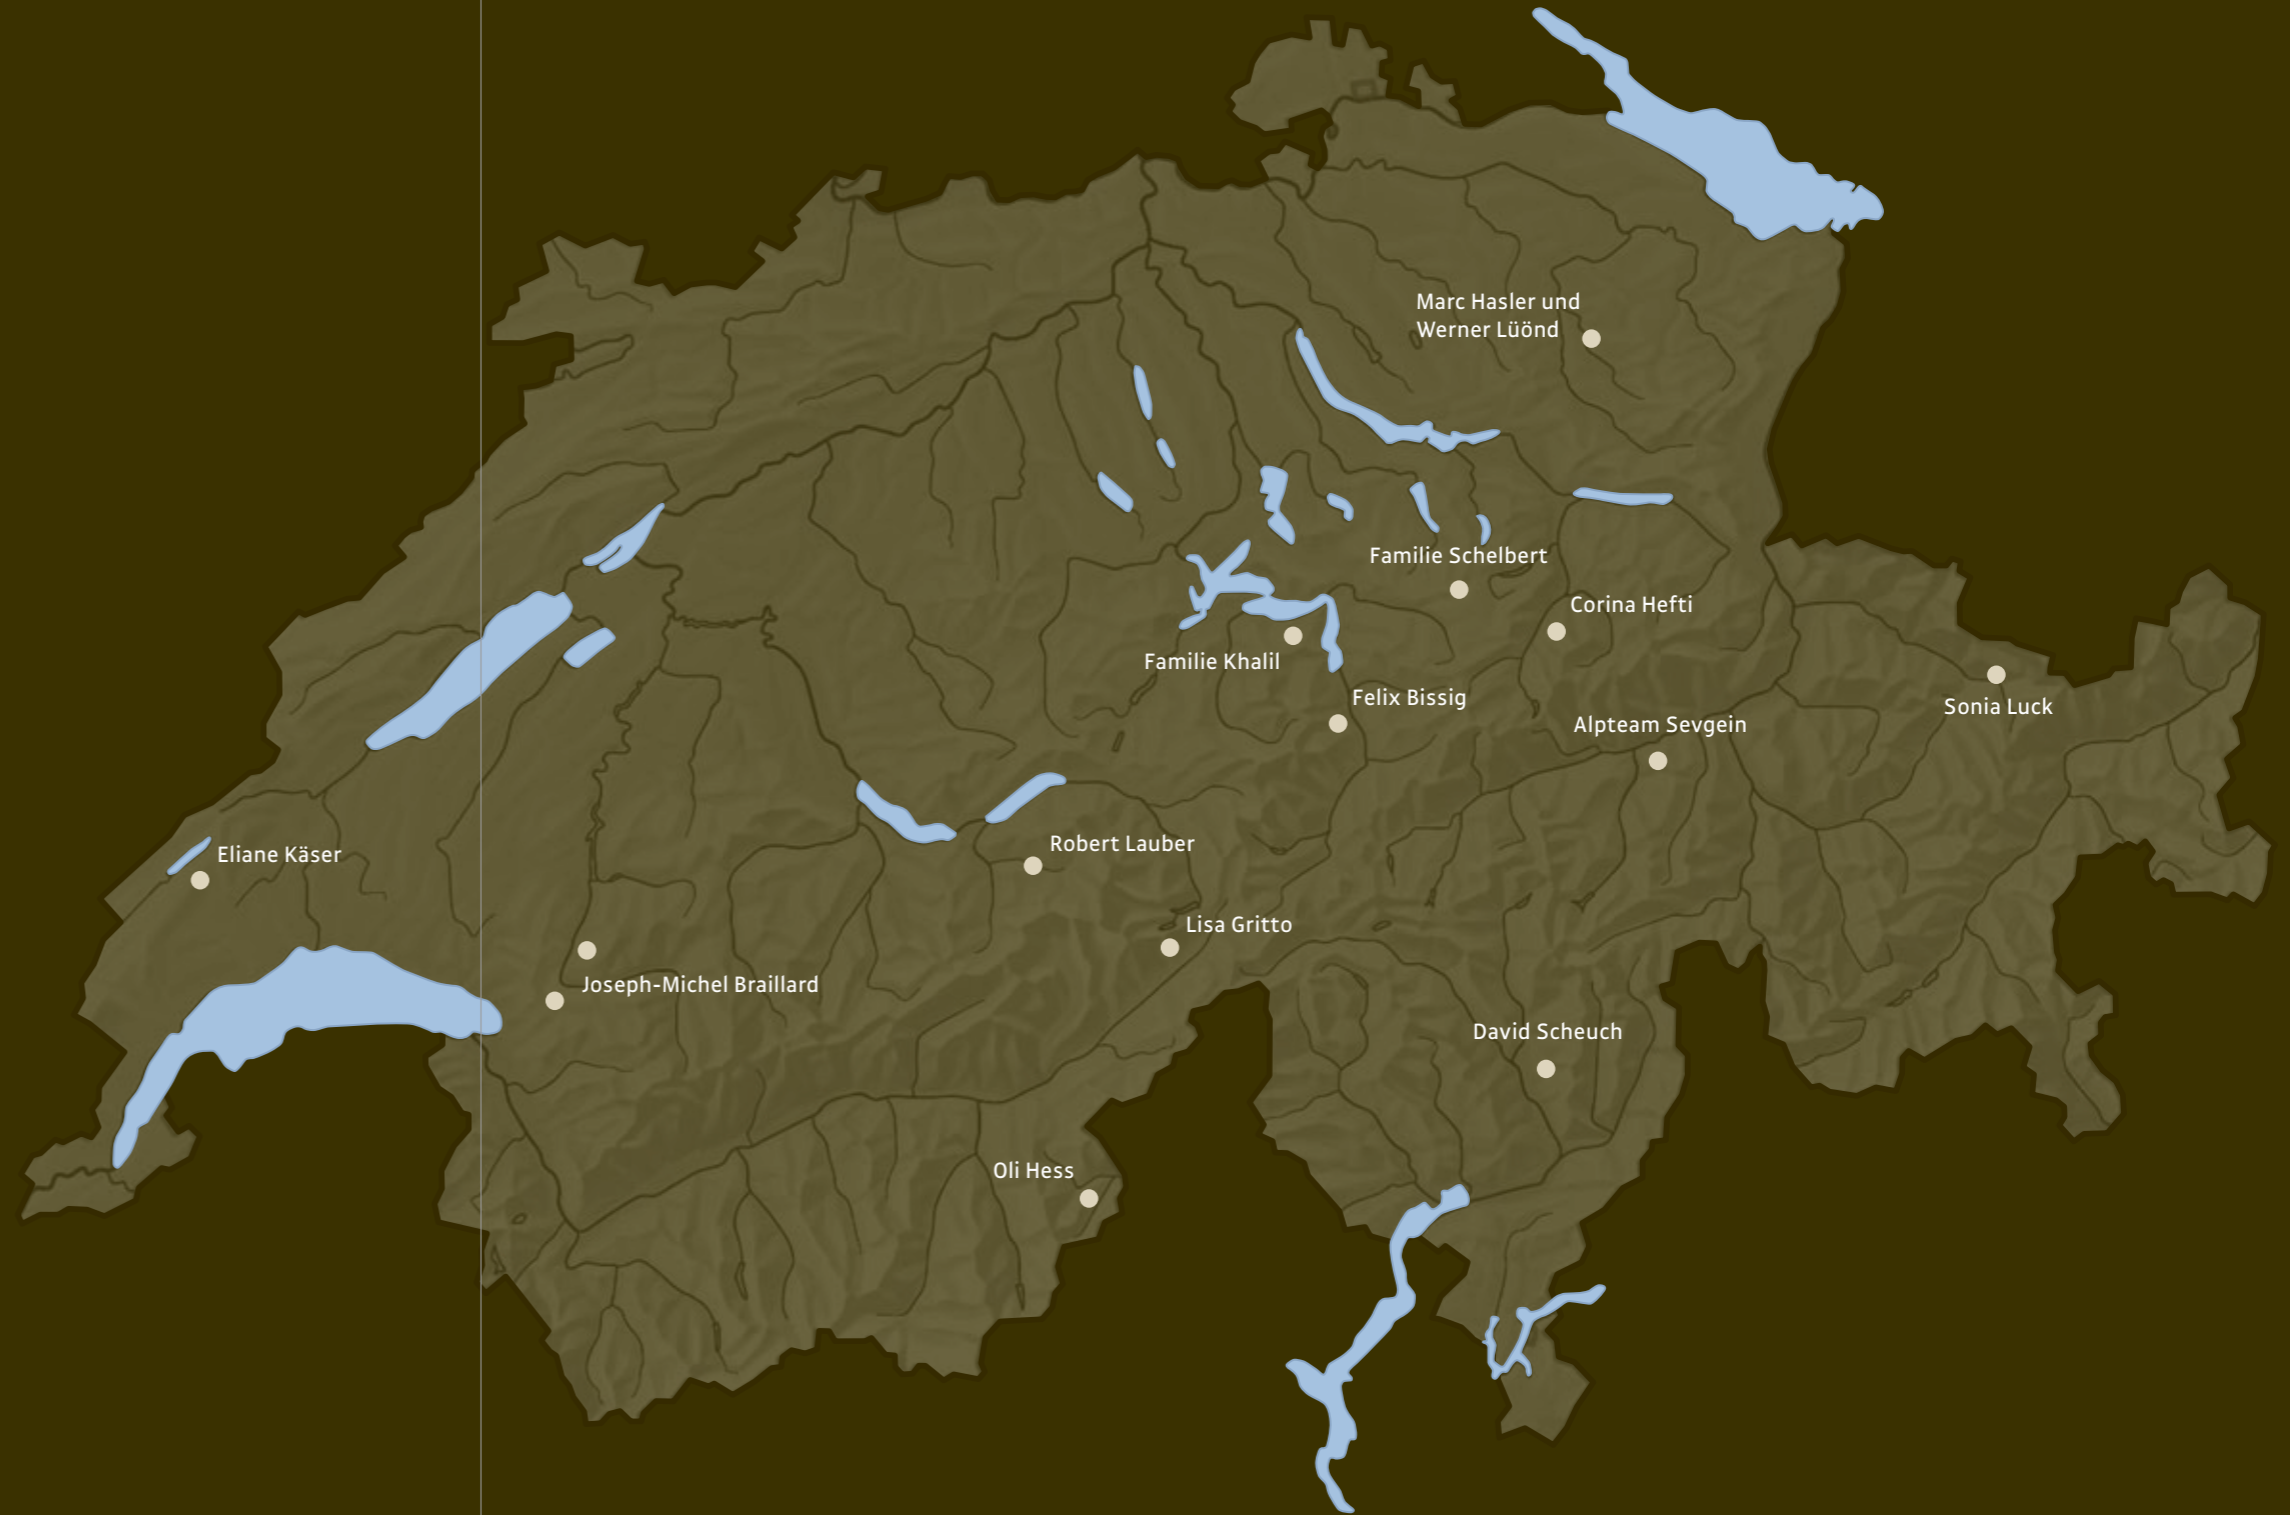 Marc Hasler und
Werner Lüönd
Familie Schelbert
Corina Hefti
Familie Khalil
Felix Bissig
Sonia Luck
Alpteam Sevgein
Robert Lauber
Eliane Käser
Lisa Gritto
Joseph-Michel Braillard
David Scheuch
Oli Hess